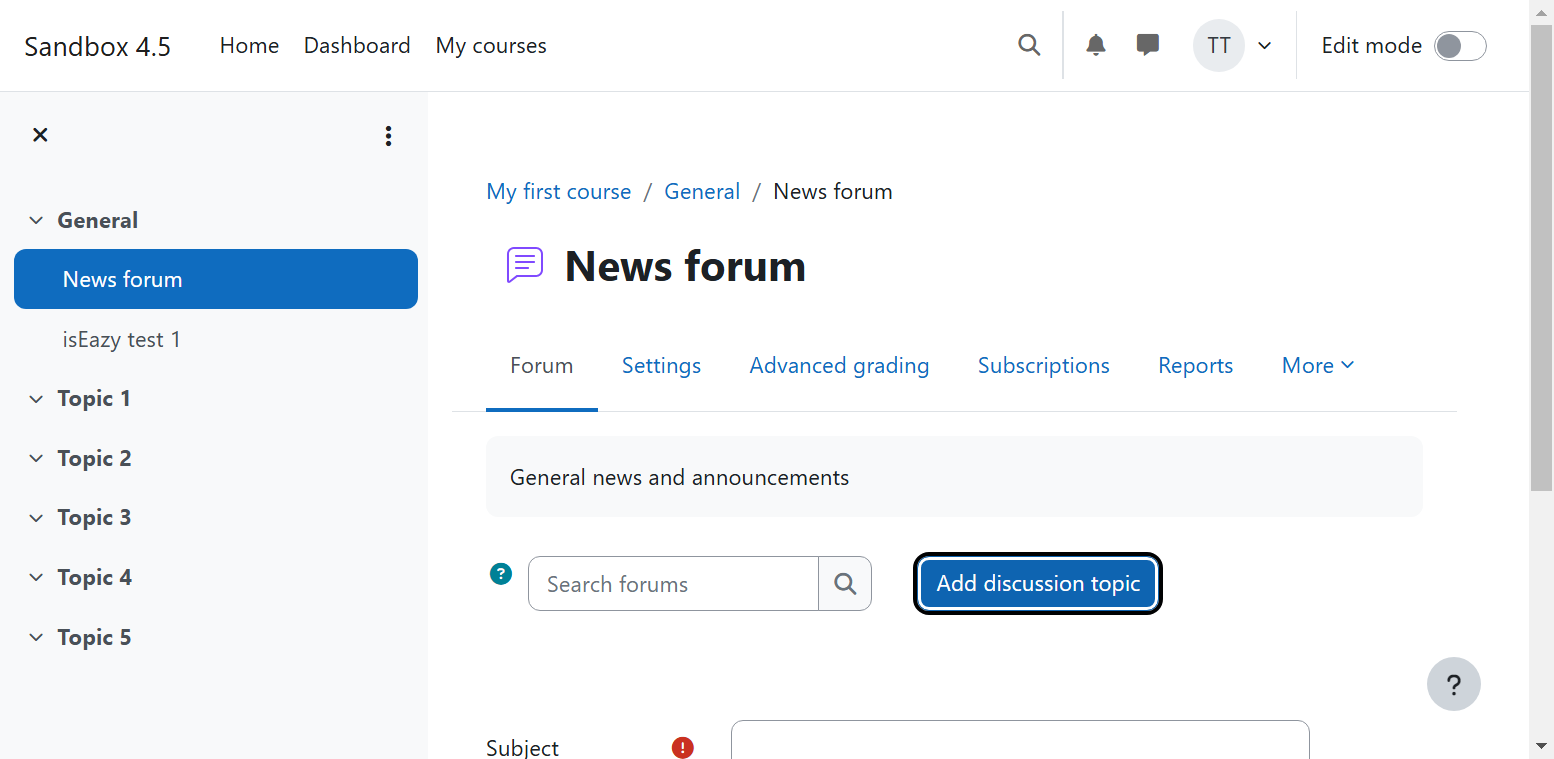 Sandbox 4.5 Home Dashboard My courses TT Edit mode
General
News forum
isEazy test 1
Topic 1
Topic 2
Topic 3
Topic 4
Topic 5
My first course / General / News forum
News forum
Forum Settings Advanced grading Subscriptions Reports More
General news and announcements
? Search forums Add discussion topic
?
Subject !